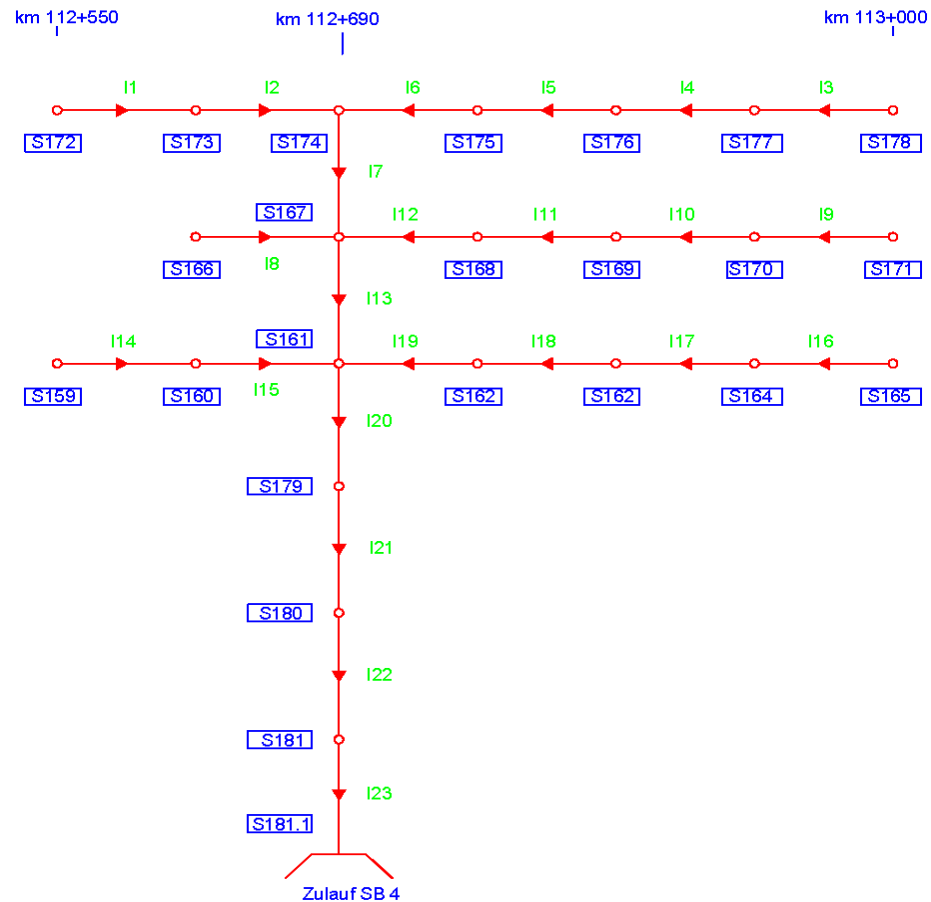 km 112+550
km 112+690
km 113+000
I1
I2
I6
I5
I4
I3
S172
S173
S174
S175
S176
S177
S178
I7
S167
I12
I11
I10
I9
S166
I8
S168
S169
S170
S171
I13
I14
S161
I19
I18
I17
I16
S159
S160
I15
S162
S162
S164
S165
I20
S179
I21
S180
I22
S181
I23
S181.1
Zulauf SB 4